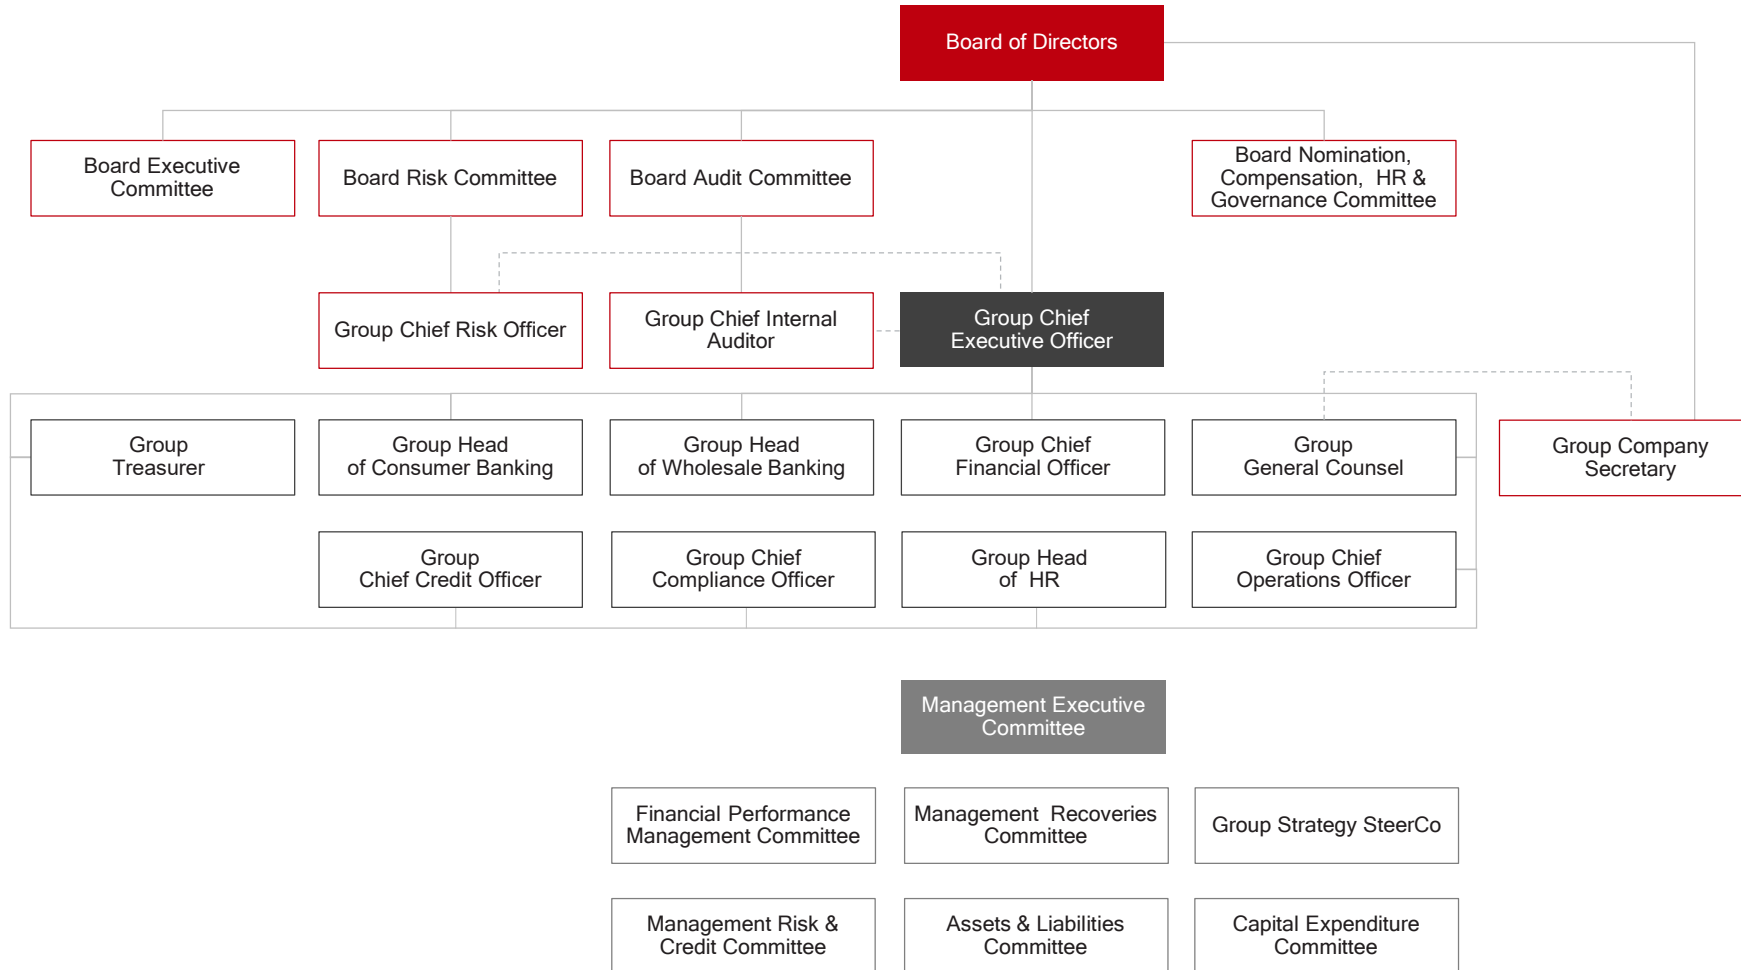 Board of Directors
Board Executive
Committee
Board Risk Committee
Board Audit Committee
Board Nomination,
Compensation, HR &
Governance Committee
Group Chief Risk Officer
Group Chief Internal
Auditor
Group Chief
Executive Officer
Group
Treasurer
Group Head
of Consumer Banking
Group Head
of Wholesale Banking
Group Chief
Financial Officer
Group
General Counsel
Group Company
Secretary
Group
Chief Credit Officer
Group Chief
Compliance Officer
Group Head
of HR
Group Chief
Operations Officer
Management Executive
Committee
Financial Performance
Management Committee
Management Recoveries
Committee
Group Strategy SteerCo
Management Risk &
Credit Committee
Assets & Liabilities
Committee
Capital Expenditure
Committee